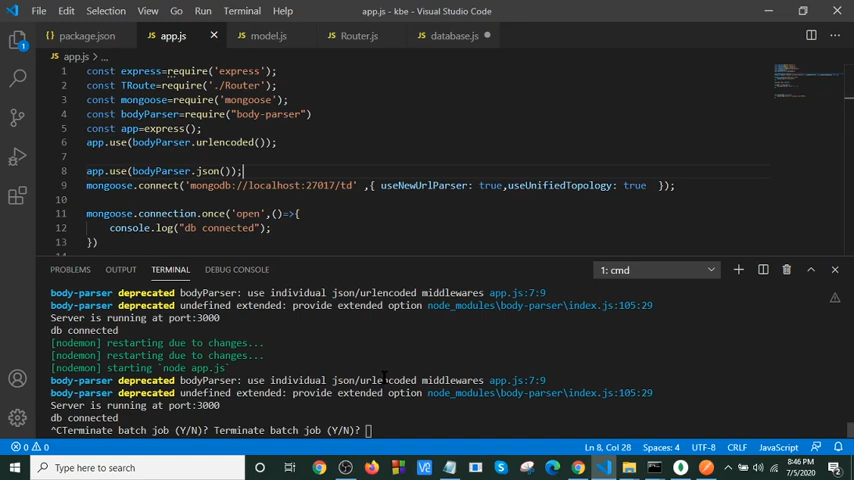 File Edit Selection View Go Run Terminal Help app.js - kbe - Visual Studio Code
package.json app.js model.js Router.js database.js
app.js > ...
1 const express=require('express');
2 const TRoute=require('./Router');
3 const mongoose=require('mongoose');
4 const bodyParser=require("body-parser")
5 const app=express();
6 app.use(bodyParser.urlencoded());
7
8 app.use(bodyParser.json());
9 mongoose.connect('mongodb://localhost:27017/td' ,{ useNewUrlParser: true,useUnifiedTopology: true });
10
11 mongoose.connection.once('open',()=>{
12 console.log("db connected");
13 })
PROBLEMS OUTPUT TERMINAL DEBUG CONSOLE 1: cmd
body-parser deprecated bodyParser: use individual json/urlencoded middlewares app.js:7:9
body-parser deprecated undefined extended: provide extended option node_modules\body-parser\index.js:105:29
Server is running at port:3000
db connected
[nodemon] restarting due to changes...
[nodemon] restarting due to changes...
[nodemon] starting `node app.js`
body-parser deprecated bodyParser: use individual json/urlencoded middlewares app.js:7:9
body-parser deprecated undefined extended: provide extended option node_modules\body-parser\index.js:105:29
Server is running at port:3000
db connected
^CTerminate batch job (Y/N)? Terminate batch job (Y/N)?
0 0 Ln 8, Col 28 Spaces: 4 UTF-8 CRLF JavaScript
Type here to search
8:46 PM
7/5/2020